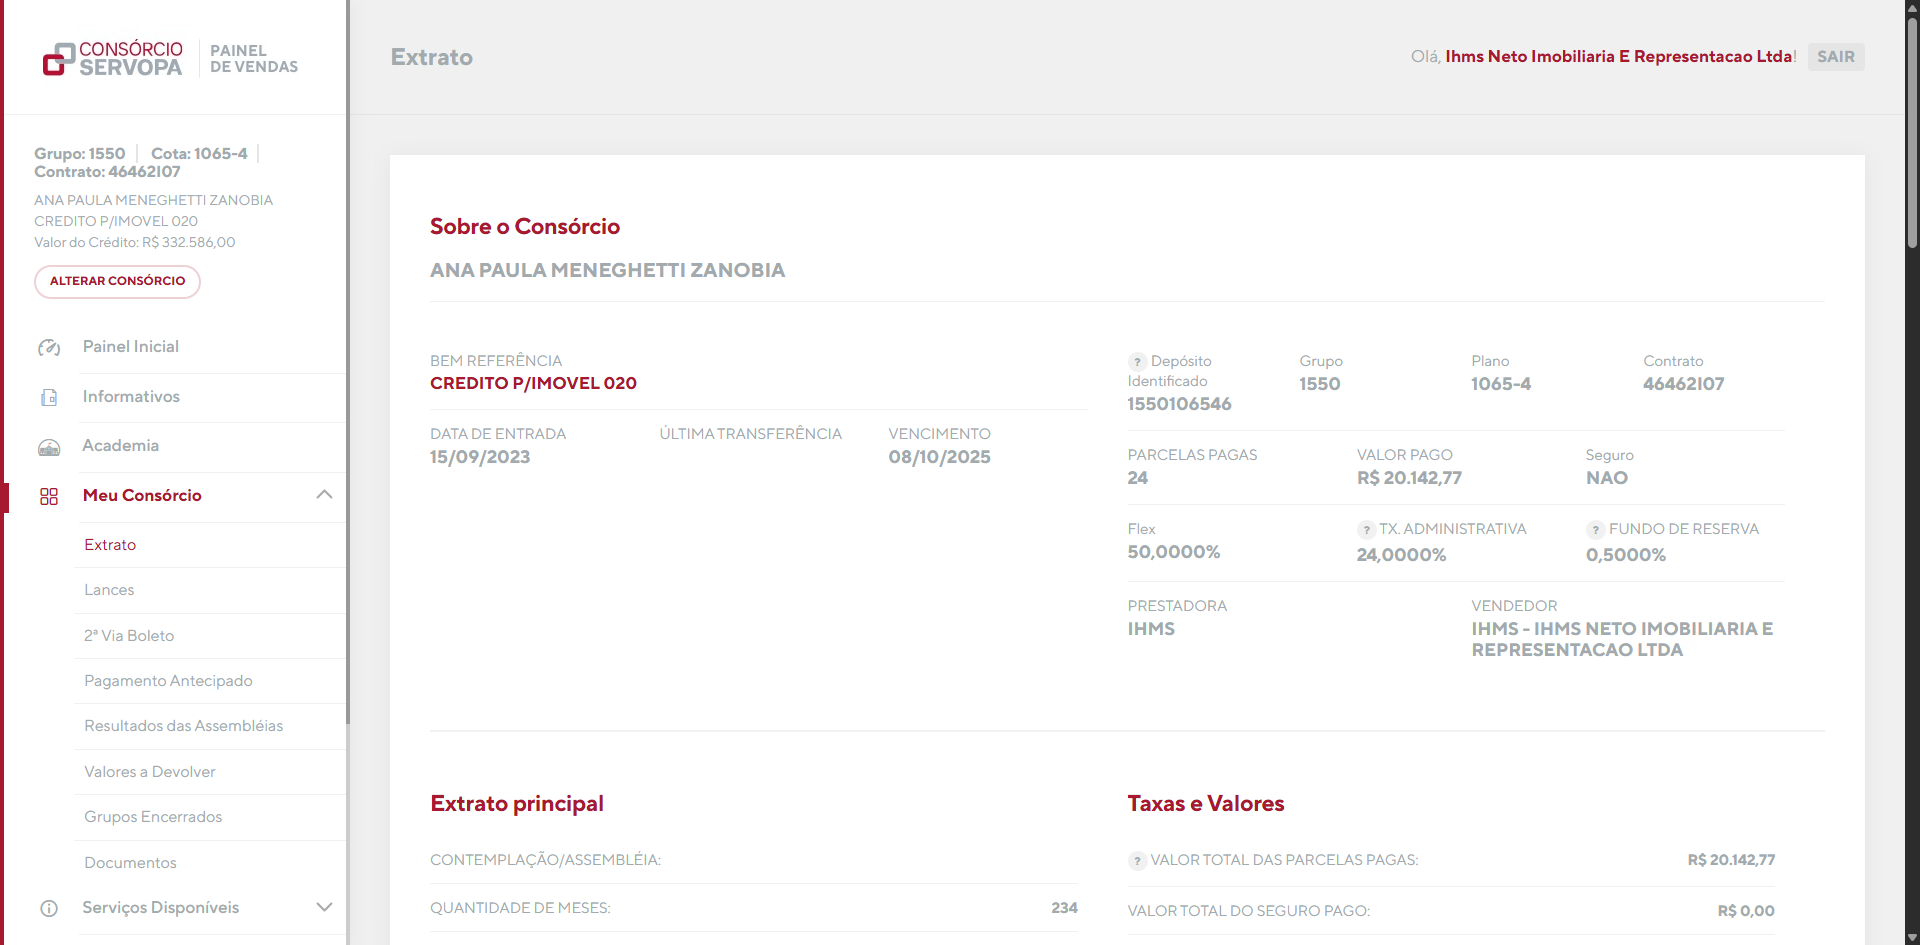 CONSÓRCIO
SERVOPA
PAINEL
DE VENDAS
Grupo: 1550
Cota: 1065-4
Contrato: 46462I07
ANA PAULA MENEGHETTI ZANOBIA
CREDITO P/IMOVEL 020
Valor do Crédito: R$ 332.586,00
ALTERAR CONSÓRCIO
Painel Inicial
Informativos
Academia
Meu Consórcio
Extrato
Lances
2ª Via Boleto
Pagamento Antecipado
Resultados das Assembléias
Valores a Devolver
Grupos Encerrados
Documentos
Serviços Disponíveis
Extrato
Olá, Ihms Neto Imobiliaria E Representacao Ltda!
SAIR
Sobre o Consórcio
ANA PAULA MENEGHETTI ZANOBIA
BEM REFERÊNCIA
CREDITO P/IMOVEL 020
DATA DE ENTRADA
15/09/2023
ÚLTIMA TRANSFERÊNCIA
VENCIMENTO
08/10/2025
? Depósito
Identificado
1550106546
Grupo
1550
Plano
1065-4
Contrato
46462I07
PARCELAS PAGAS
24
VALOR PAGO
R$ 20.142,77
Seguro
NAO
Flex
50,0000%
? TX. ADMINISTRATIVA
24,0000%
? FUNDO DE RESERVA
0,5000%
PRESTADORA
IHMS
VENDEDOR
IHMS - IHMS NETO IMOBILIARIA E
REPRESENTACAO LTDA
Extrato principal
CONTEMPLAÇÃO/ASSEMBLÉIA:
QUANTIDADE DE MESES: 234
Taxas e Valores
? VALOR TOTAL DAS PARCELAS PAGAS: R$ 20.142,77
VALOR TOTAL DO SEGURO PAGO: R$ 0,00